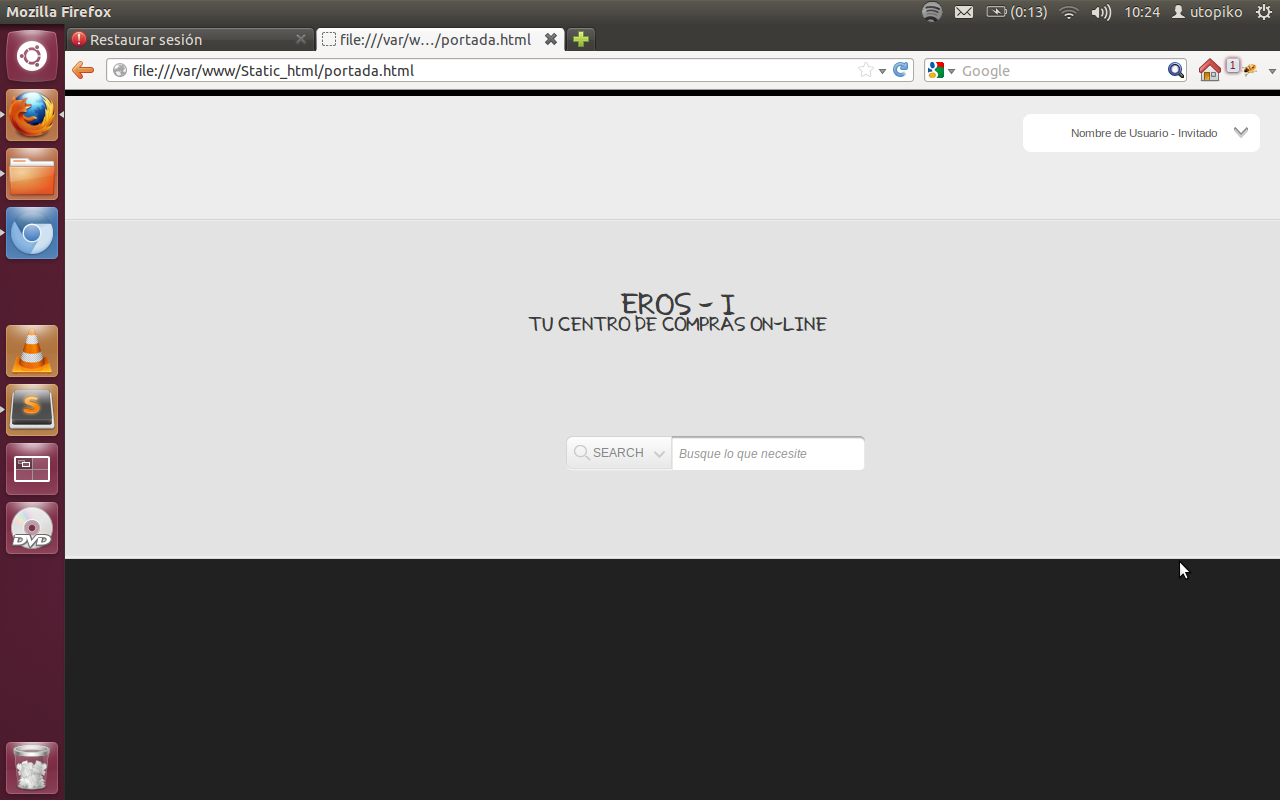 Mozilla Firefox
(0:13)
10:24
utopiko
Restaurar sesión
file:///var/w…/portada.html
file:///var/www/Static_html/portada.html
Google
1
Nombre de Usuario - Invitado
EROS - I
TU CENTRO DE COMPRAS ON-LINE
SEARCH
Busque lo que necesite
S
DVD